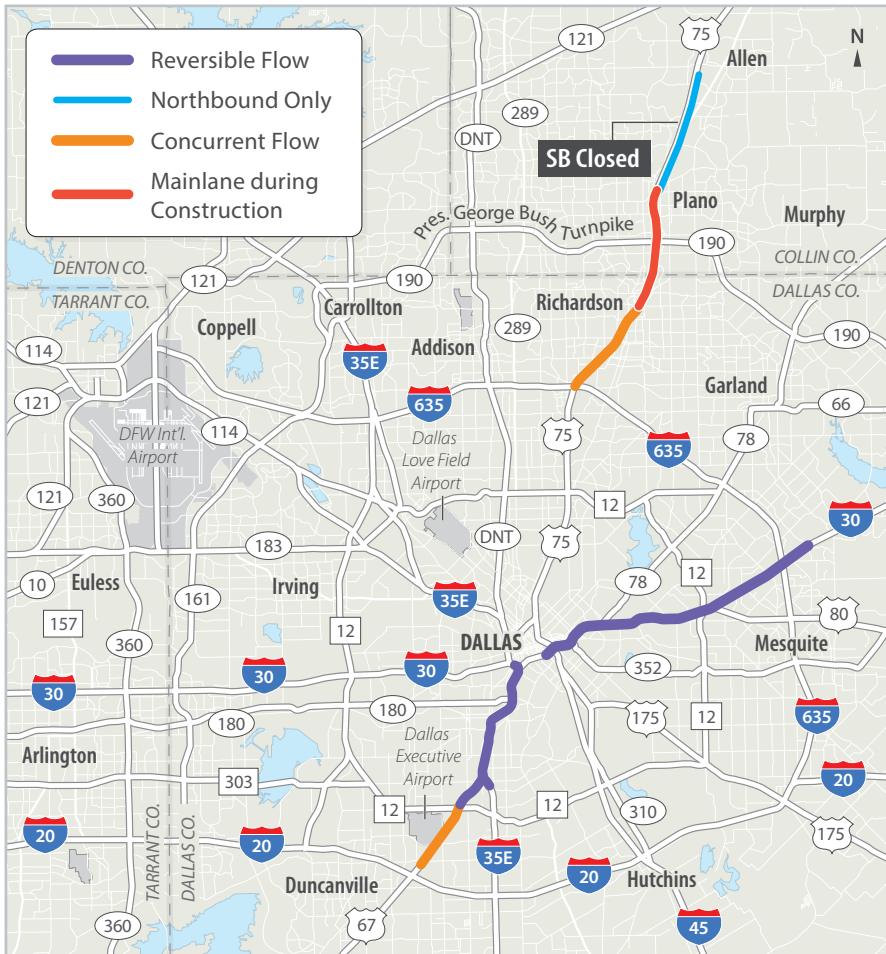 Reversible Flow
Northbound Only
Concurrent Flow
Mainlane during
Construction
121
75
Allen
N
289
DNT
SB Closed
Plano
Murphy
Pres. George Bush Turnpike
190
DENTON CO.
TARRANT CO.
121
190
COLLIN CO.
DALLAS CO.
Carrollton
Richardson
Coppell
289
Addison
190
114
35E
121
635
Garland
66
DFW Int'l.
Airport
114
Dallas
Love Field
Airport
75
635
78
121
360
12
30
183
DNT
75
10
Euless
161
Irving
35E
78
12
157
12
80
360
DALLAS
Mesquite
30
30
30
352
180
180
175
12
635
Arlington
Dallas
Executive
Airport
303
12
12
20
310
175
20
20
35E
20
TARRANT CO.
DALLAS CO.
Duncanville
Hutchins
360
67
45